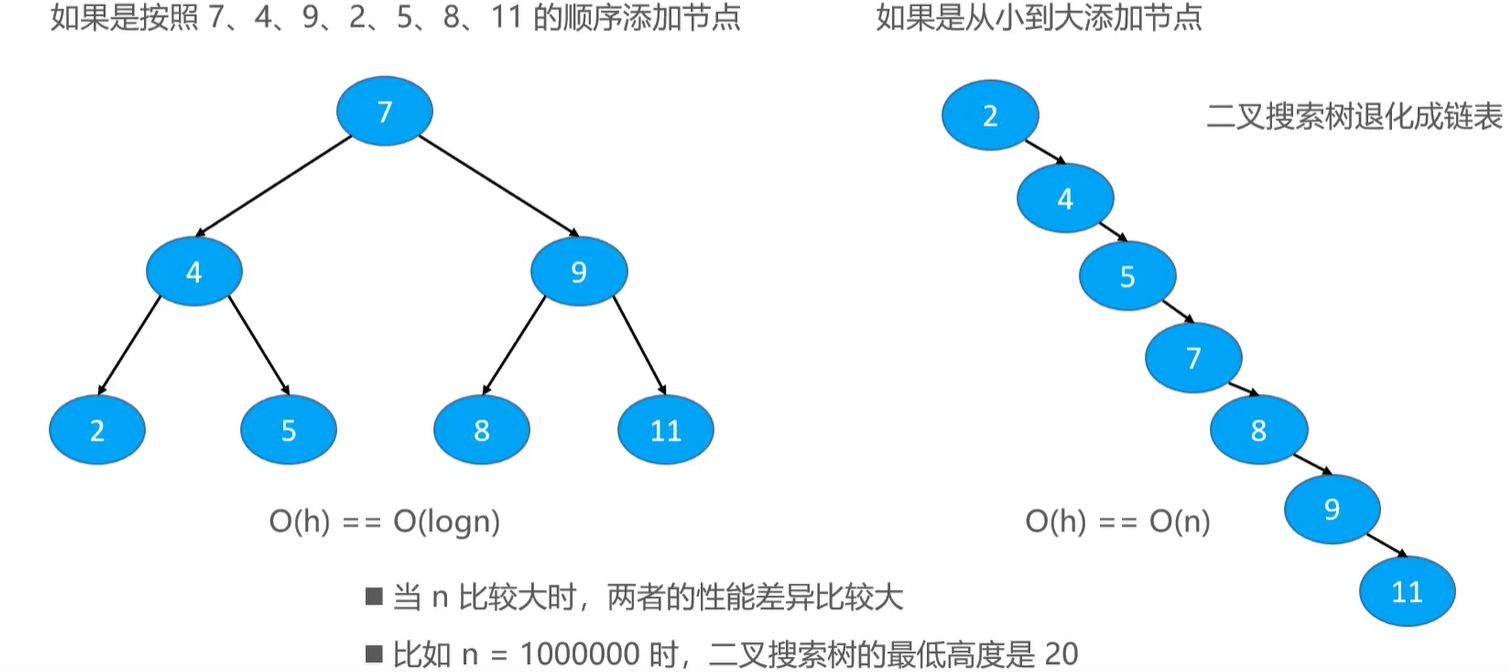 如果是按照 7、4、9、2、5、8、11 的顺序添加节点
7
4
9
2
5
8
11
O(h) == O(logn)
如果是从小到大添加节点
二叉搜索树退化成链表
2
4
5
7
8
9
11
O(h) == O(n)
■ 当 n 比较大时，两者的性能差异比较大
■ 比如 n = 1000000 时，二叉搜索树的最低高度是 20